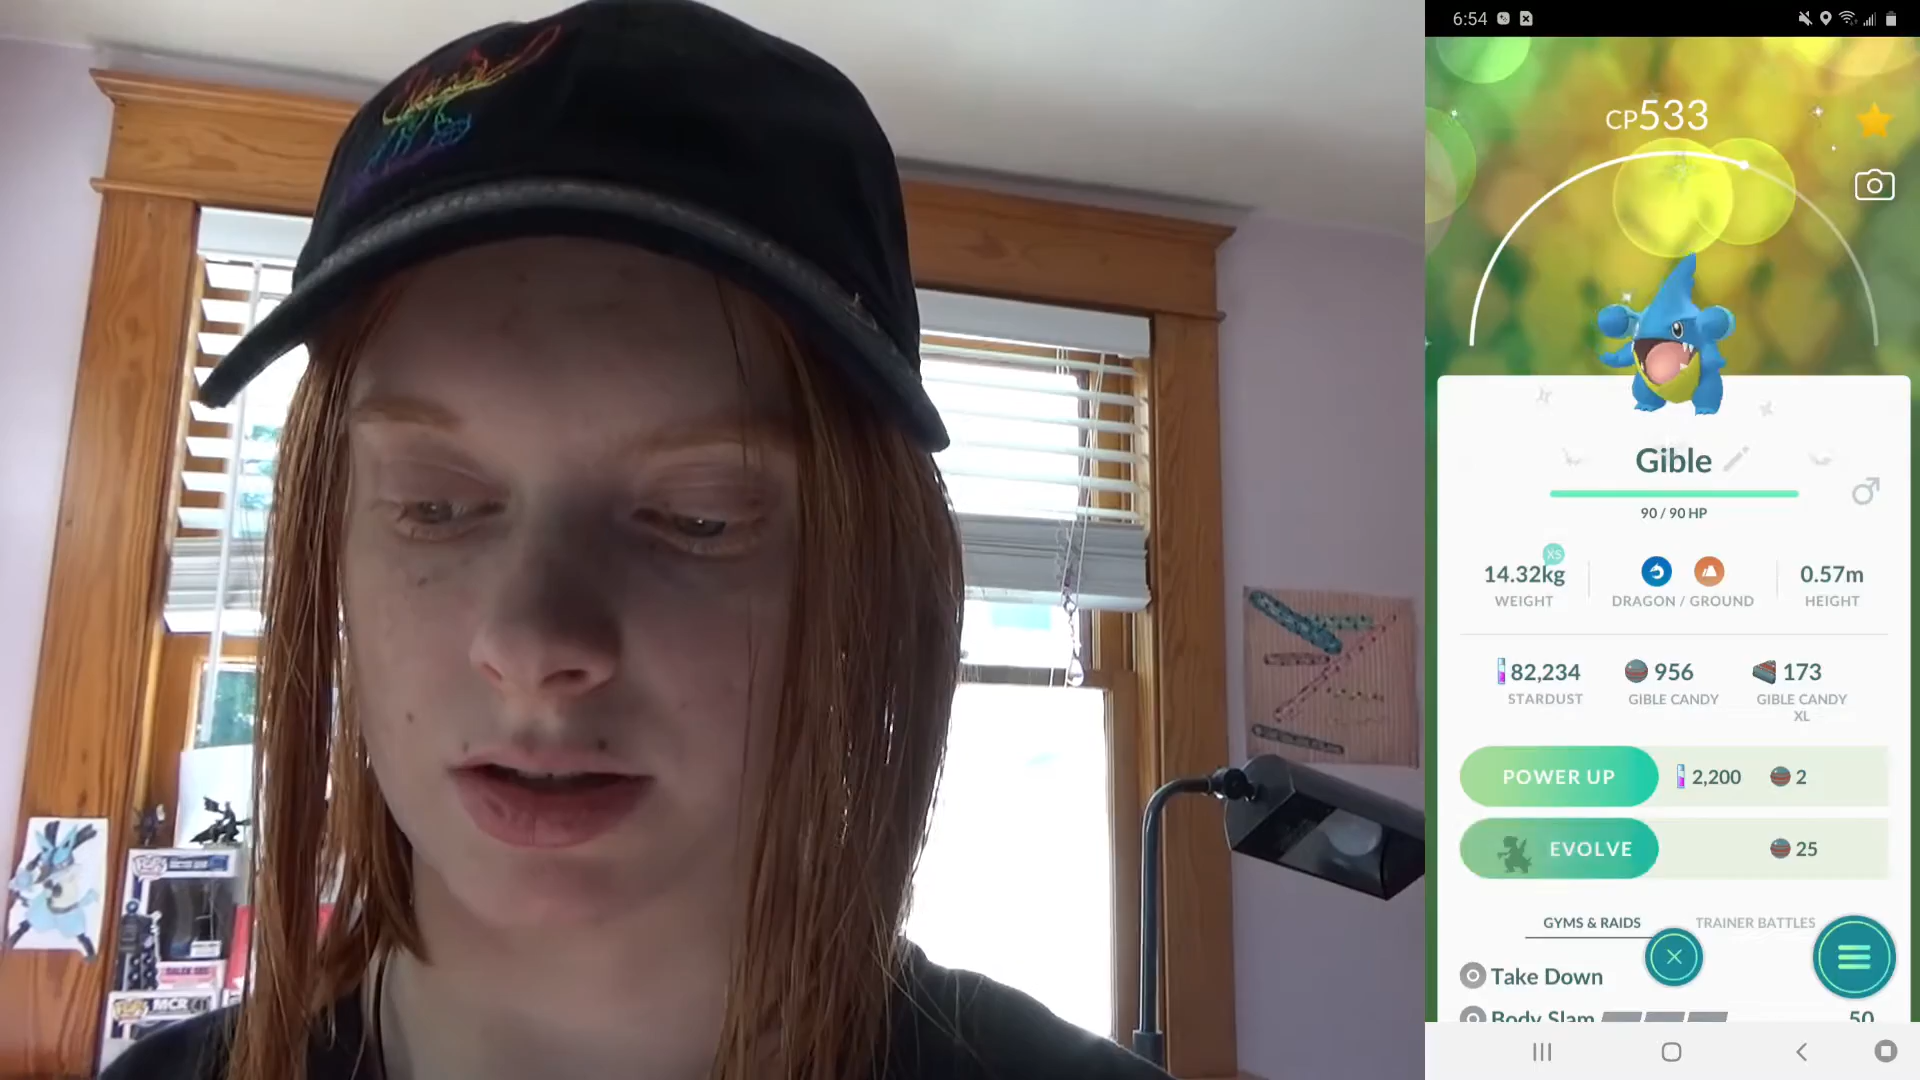 6:54
CP533
Gible
90 / 90 HP
XS
14.32kg
WEIGHT
DRAGON / GROUND
0.57m
HEIGHT
82,234
STARDUST
956
GIBLE CANDY
173
GIBLE CANDY
XL
POWER UP
2,200
2
EVOLVE
25
GYMS & RAIDS
TRAINER BATTLES
Take Down
Body Slam
50
MCR